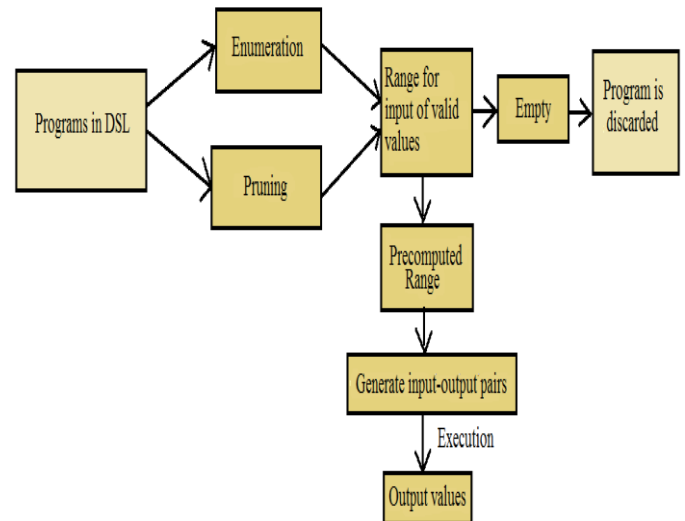 Programs in DSL
Enumeration
Pruning
Range for
input of valid
values
Empty
Program is
discarded
Precomputed
Range
Generate input-output pairs
Execution
Output values